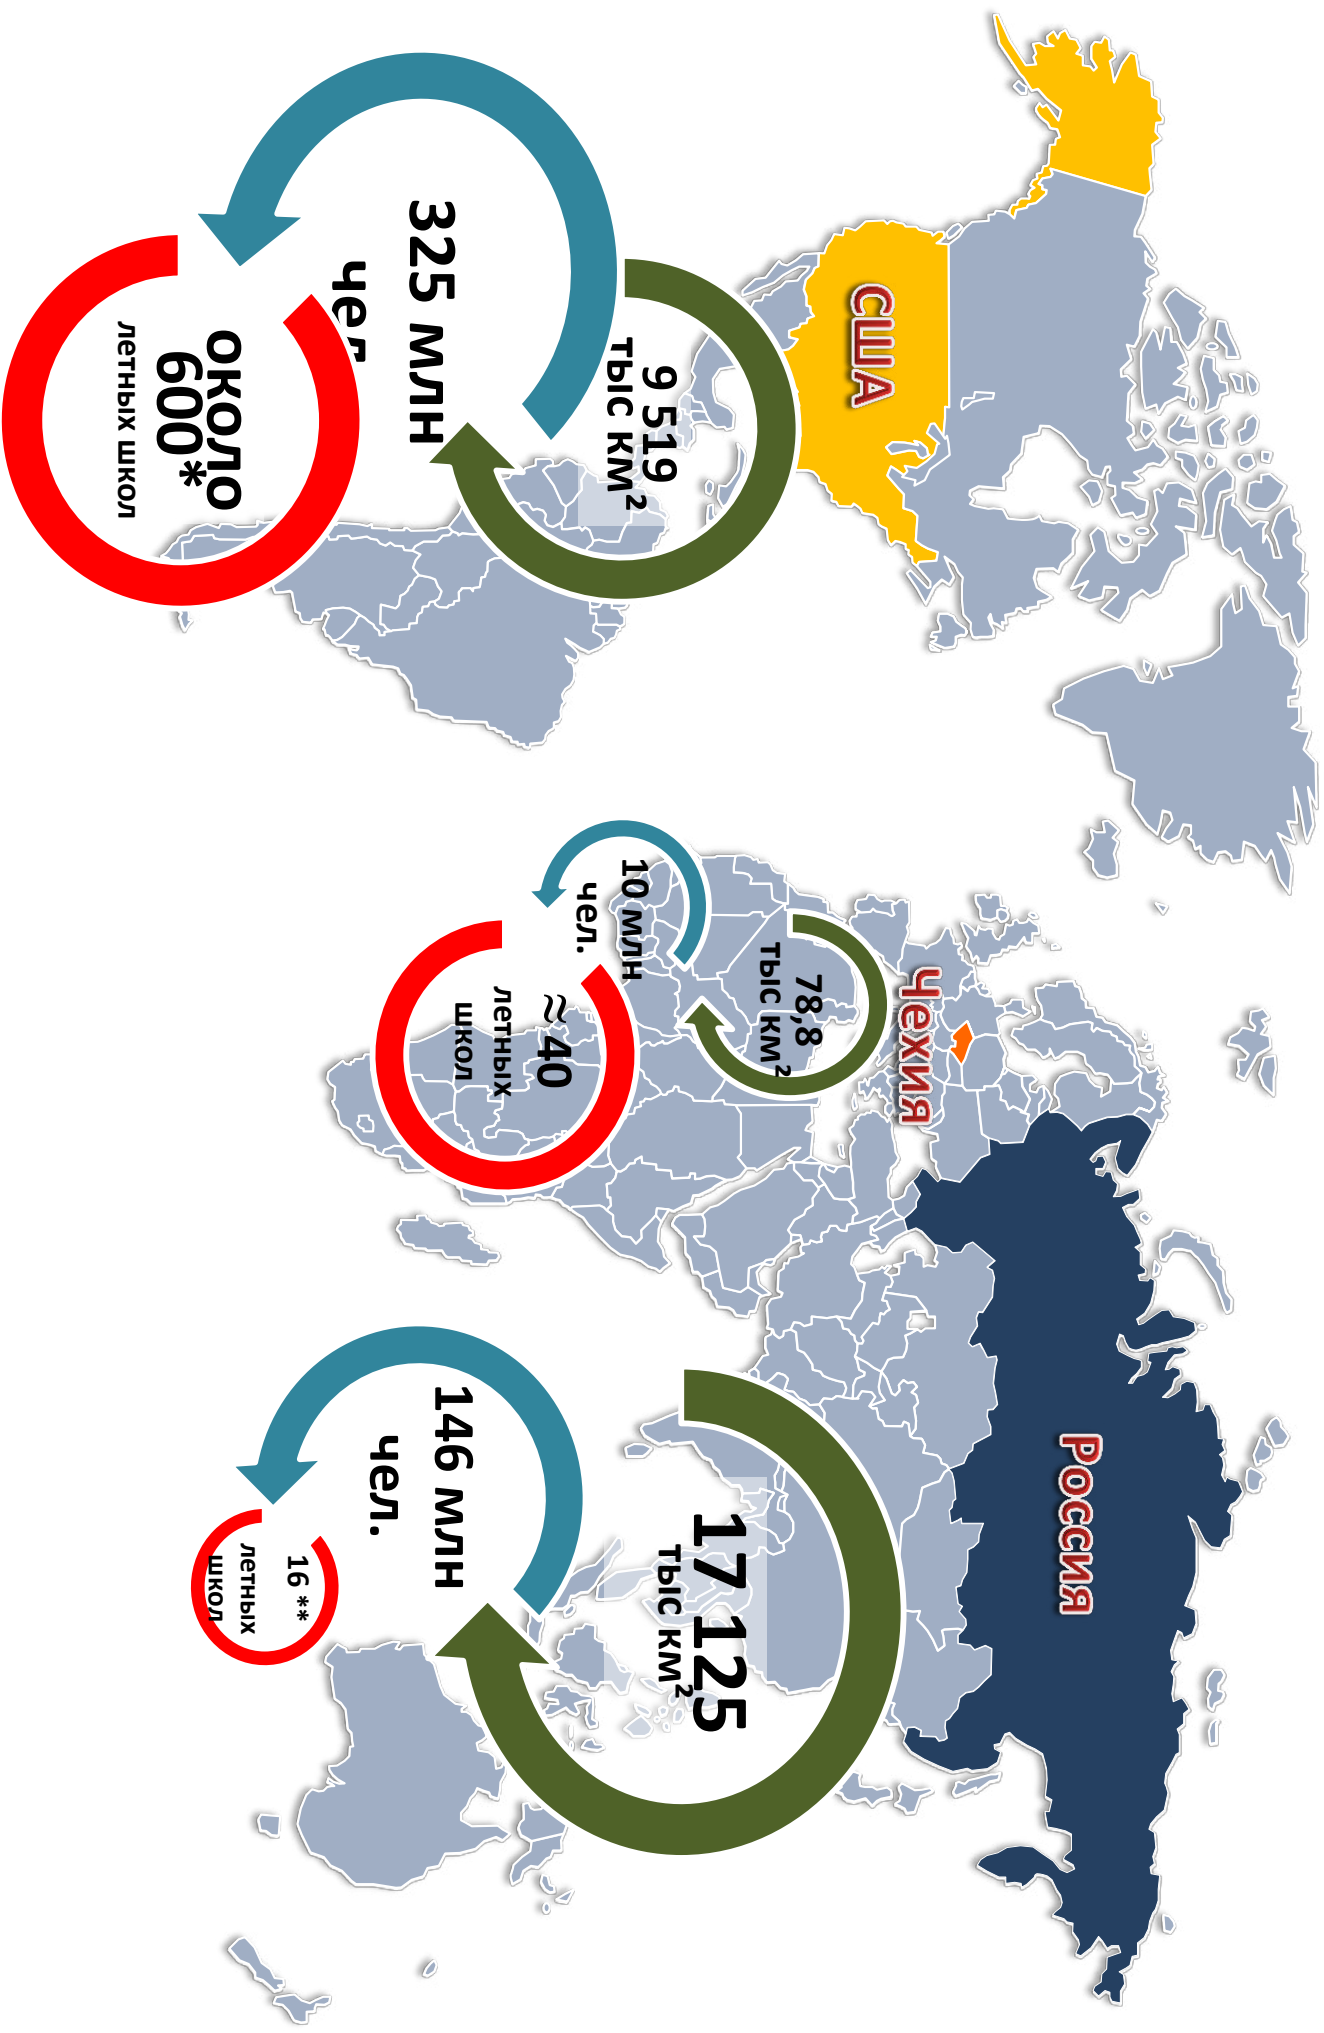 США
9 519
тыс км²
325 млн
чел
около
600*
летных школ
Чехия
78,8
тыс км²
10 млн
чел.
≈ 40
летных
школ
Россия
17 125
тыс км²
146 млн
чел.
16 **
летных
школ